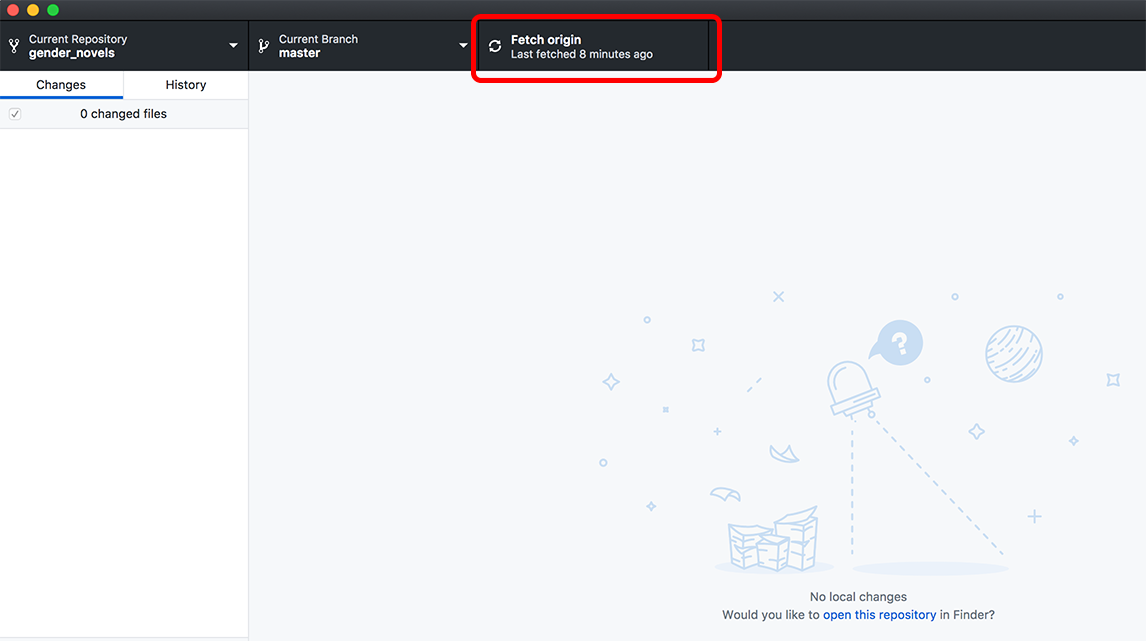 Current Repository
gender_novels
Current Branch
master
Fetch origin
Last fetched 8 minutes ago
Changes
History
0 changed files
?
No local changes
Would you like to open this repository in Finder?